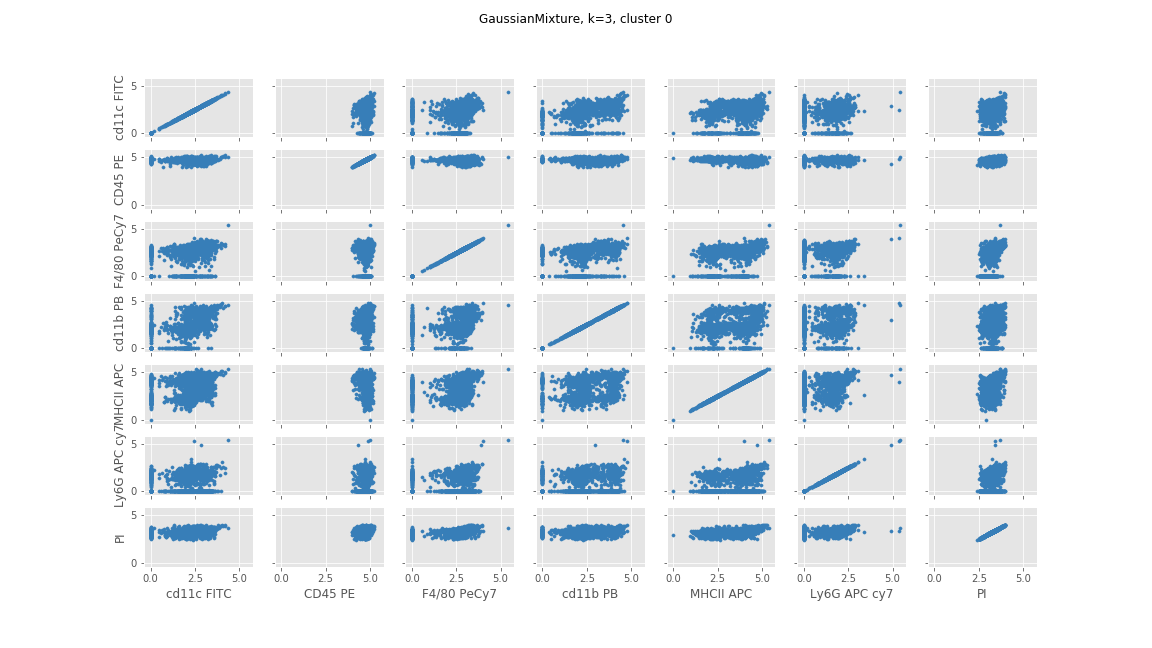 GaussianMixture, k=3, cluster 0
cd11c FITC
5
0
CD45 PE
5
0
F4/80 PeCy7
5
0
cd11b PB
5
0
MHCII APC
5
0
Ly6G APC cy7
5
0
PI
5
0
0.0 2.5 5.0 0.0 2.5 5.0 0.0 2.5 5.0 0.0 2.5 5.0 0.0 2.5 5.0 0.0 2.5 5.0 0.0 2.5 5.0
cd11c FITC CD45 PE F4/80 PeCy7 cd11b PB MHCII APC Ly6G APC cy7 PI